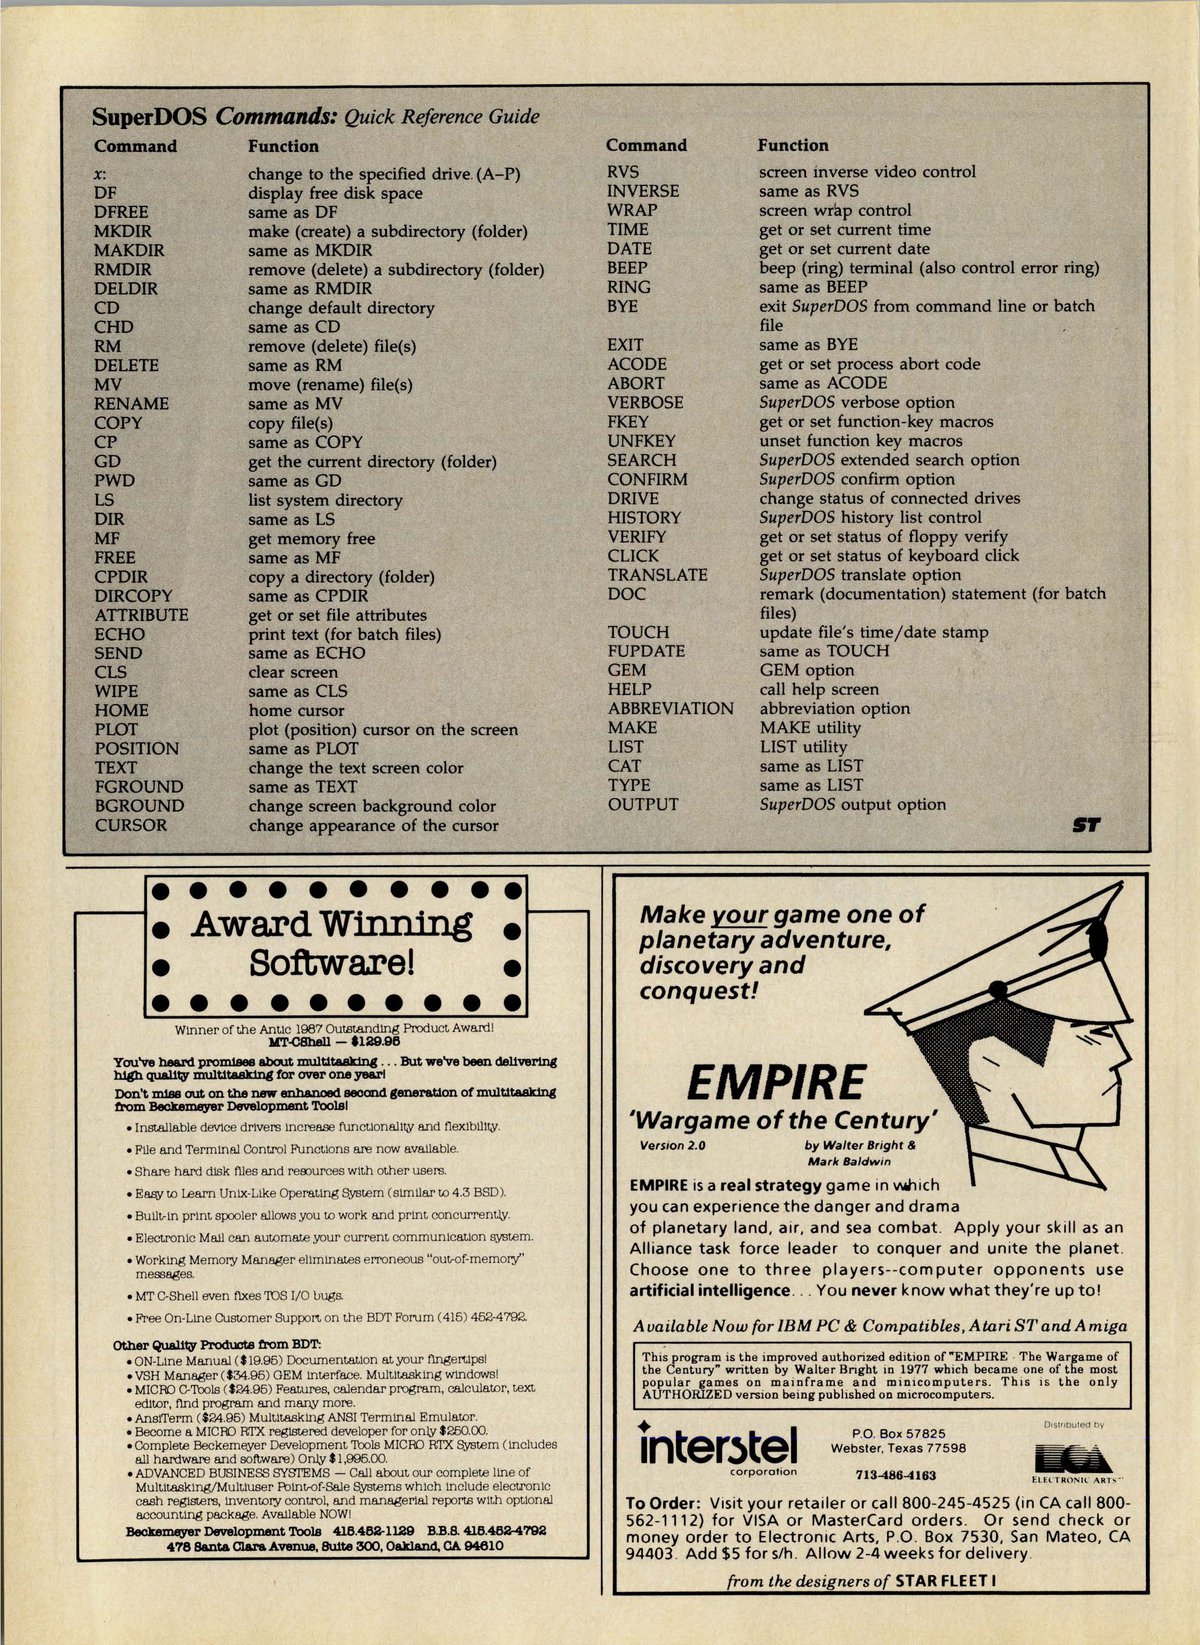 SuperDOS Commands: Quick Reference Guide
Command Function
x: change to the specified drive. (A–P)
DF display free disk space
DFREE same as DF
MKDIR make (create) a subdirectory (folder)
MAKDIR same as MKDIR
RMDIR remove (delete) a subdirectory (folder)
DELDIR same as RMDIR
CD change default directory
CHD same as CD
RM remove (delete) file(s)
DELETE same as RM
MV move (rename) file(s)
RENAME same as MV
COPY copy file(s)
CP same as COPY
GD get the current directory (folder)
PWD same as GD
LS list system directory
DIR same as LS
MF get memory free
FREE same as MF
CPDIR copy a directory (folder)
DIRCOPY same as CPDIR
ATTRIBUTE get or set file attributes
ECHO print text (for batch files)
SEND same as ECHO
CLS clear screen
WIPE same as CLS
HOME home cursor
PLOT plot (position) cursor on the screen
POSITION same as PLOT
TEXT change the text screen color
FGROUND same as TEXT
BGROUND change screen background color
CURSOR change appearance of the cursor
Command Function
RVS screen inverse video control
INVERSE same as RVS
WRAP screen wrap control
TIME get or set current time
DATE get or set current date
BEEP beep (ring) terminal (also control error ring)
RING same as BEEP
BYE exit SuperDOS from command line or batch
file
EXIT same as BYE
ACODE get or set process abort code
ABORT same as ACODE
VERBOSE SuperDOS verbose option
FKEY get or set function-key macros
UNFKEY unset function key macros
SEARCH SuperDOS extended search option
CONFIRM SuperDOS confirm option
DRIVE change status of connected drives
HISTORY SuperDOS history list control
VERIFY get or set status of floppy verify
CLICK get or set status of keyboard click
TRANSLATE SuperDOS translate option
DOC remark (documentation) statement (for batch
files)
TOUCH update file's time/date stamp
FUPDATE same as TOUCH
GEM GEM option
HELP call help screen
ABBREVIATION abbreviation option
MAKE MAKE utility
LIST LIST utility
CAT same as LIST
TYPE same as LIST
OUTPUT SuperDOS output option
ST
Award Winning
Software!
Winner of the Antic 1987 Outstanding Product Award!
MT-CShell — $129.95
You've heard promises about multitasking . . . But we've been delivering
high quality multitasking for over one year!
Don't miss out on the new enhanced second generation of multitasking
from Beckemeyer Development Tools!
• Installable device drivers increase functionality and flexibility.
• File and Terminal Control Functions are now available.
• Share hard disk files and resources with other users.
• Easy to Learn Unix-Like Operating System (similar to 4.3 BSD).
• Built-in print spooler allows you to work and print concurrently.
• Electronic Mail can automate your current communication system.
• Working Memory Manager eliminates erroneous "out-of-memory"
messages.
• MT C-Shell even fixes TOS I/O bugs.
• Free On-Line Customer Support on the BDT Forum (415) 452-4792.
Other Quality Products from BDT:
• ON-Line Manual ($19.95) Documentation at your fingertips!
• VSH Manager ($34.95) GEM interface. Multitasking windows!
• MICRO C-Tools ($24.95) Features, calendar program, calculator, text
editor, find program and many more.
• AnsiTerm ($24.95) Multitasking ANSI Terminal Emulator.
• Become a MICRO RTX registered developer for only $250.00.
• Complete Beckemeyer Development Tools MICRO RTX System (includes
all hardware and software) Only $1,995.00.
• ADVANCED BUSINESS SYSTEMS — Call about our complete line of
Multitasking/Multiuser Point-of-Sale Systems which include electronic
cash registers, inventory control, and managerial reports with optional
accounting package. Available NOW!
Beckemeyer Development Tools 415.452-1129 B.B.S. 415.452-4792
478 Santa Clara Avenue, Suite 300, Oakland, CA 94610
Make your game one of
planetary adventure,
discovery and
conquest!
EMPIRE
'Wargame of the Century'
Version 2.0 by Walter Bright &
Mark Baldwin
EMPIRE is a real strategy game in which
you can experience the danger and drama
of planetary land, air, and sea combat. Apply your skill as an
Alliance task force leader to conquer and unite the planet.
Choose one to three players--computer opponents use
artificial intelligence. . . You never know what they're up to!
Available Now for IBM PC & Compatibles, Atari ST and Amiga
This program is the improved authorized edition of "EMPIRE - The Wargame of
the Century" written by Walter Bright in 1977 which became one of the most
popular games on mainframe and minicomputers. This is the only
AUTHORIZED version being published on microcomputers.
interstel
corporation
P.O. Box 57825
Webster, Texas 77598
713-486-4163
Distributed by
ELECTRONIC ARTS™
To Order: Visit your retailer or call 800-245-4525 (in CA call 800-
562-1112) for VISA or MasterCard orders. Or send check or
money order to Electronic Arts, P.O. Box 7530, San Mateo, CA
94403. Add $5 for s/h. Allow 2-4 weeks for delivery.
from the designers of STAR FLEET I